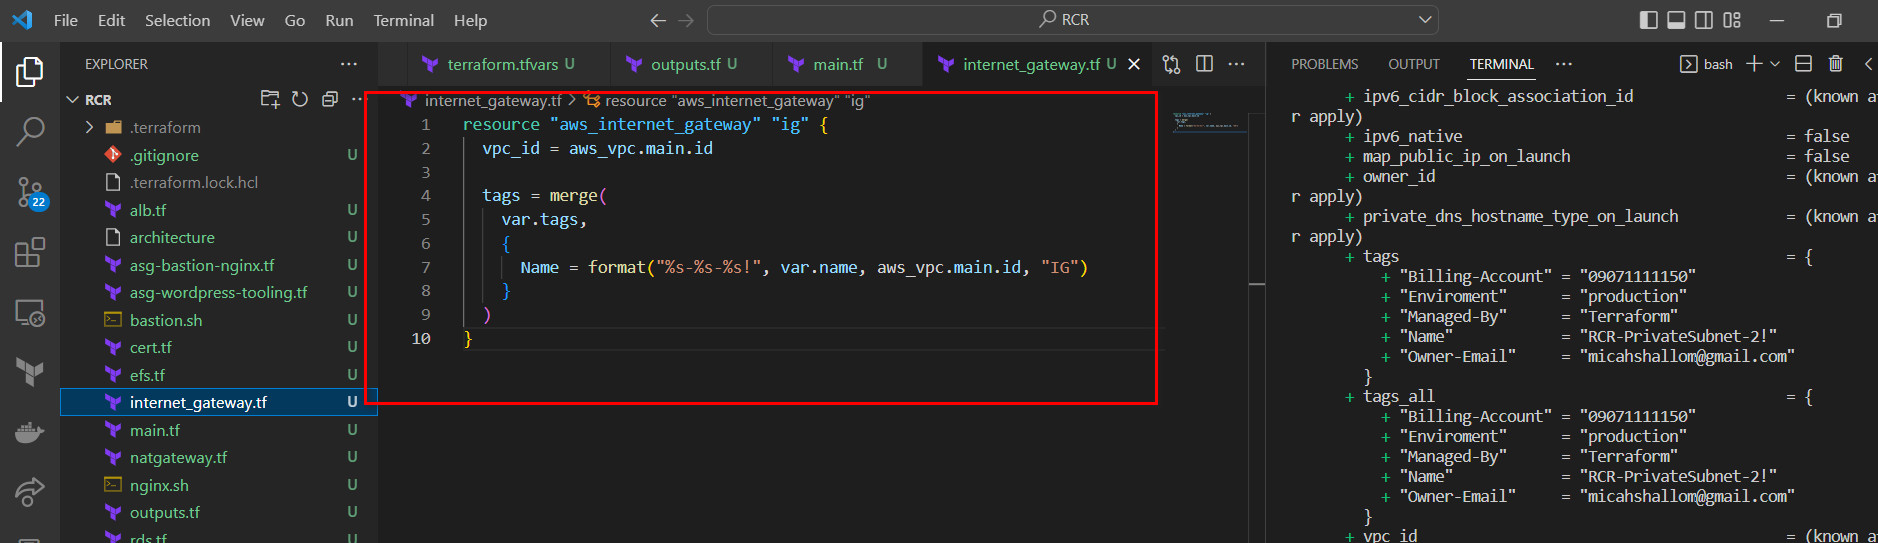 File Edit Selection View Go Run Terminal Help
RCR
EXPLORER
RCR
.terraform
.gitignore U
.terraform.lock.hcl
alb.tf U
architecture U
asg-bastion-nginx.tf U
asg-wordpress-tooling.tf U
bastion.sh U
cert.tf U
efs.tf U
internet_gateway.tf U
main.tf U
natgateway.tf U
nginx.sh U
outputs.tf U
rds.tf U
22
terraform.tfvars U
outputs.tf U
main.tf U
internet_gateway.tf U
internet_gateway.tf > resource "aws_internet_gateway" "ig"
1 resource "aws_internet_gateway" "ig" {
2 vpc_id = aws_vpc.main.id
3
4 tags = merge(
5 var.tags,
6 {
7 Name = format("%s-%s-%s!", var.name, aws_vpc.main.id, "IG")
8 }
9 )
10 }
PROBLEMS OUTPUT TERMINAL ... bash
+ ipv6_cidr_block_association_id = (known a
r apply)
+ ipv6_native = false
+ map_public_ip_on_launch = false
+ owner_id = (known a
r apply)
+ private_dns_hostname_type_on_launch = (known a
r apply)
+ tags = {
+ "Billing-Account" = "09071111150"
+ "Enviroment" = "production"
+ "Managed-By" = "Terraform"
+ "Name" = "RCR-PrivateSubnet-2!"
+ "Owner-Email" = "micahshallom@gmail.com"
}
+ tags_all = {
+ "Billing-Account" = "09071111150"
+ "Enviroment" = "production"
+ "Managed-By" = "Terraform"
+ "Name" = "RCR-PrivateSubnet-2!"
+ "Owner-Email" = "micahshallom@gmail.com"
}
+ vpc_id = (known a